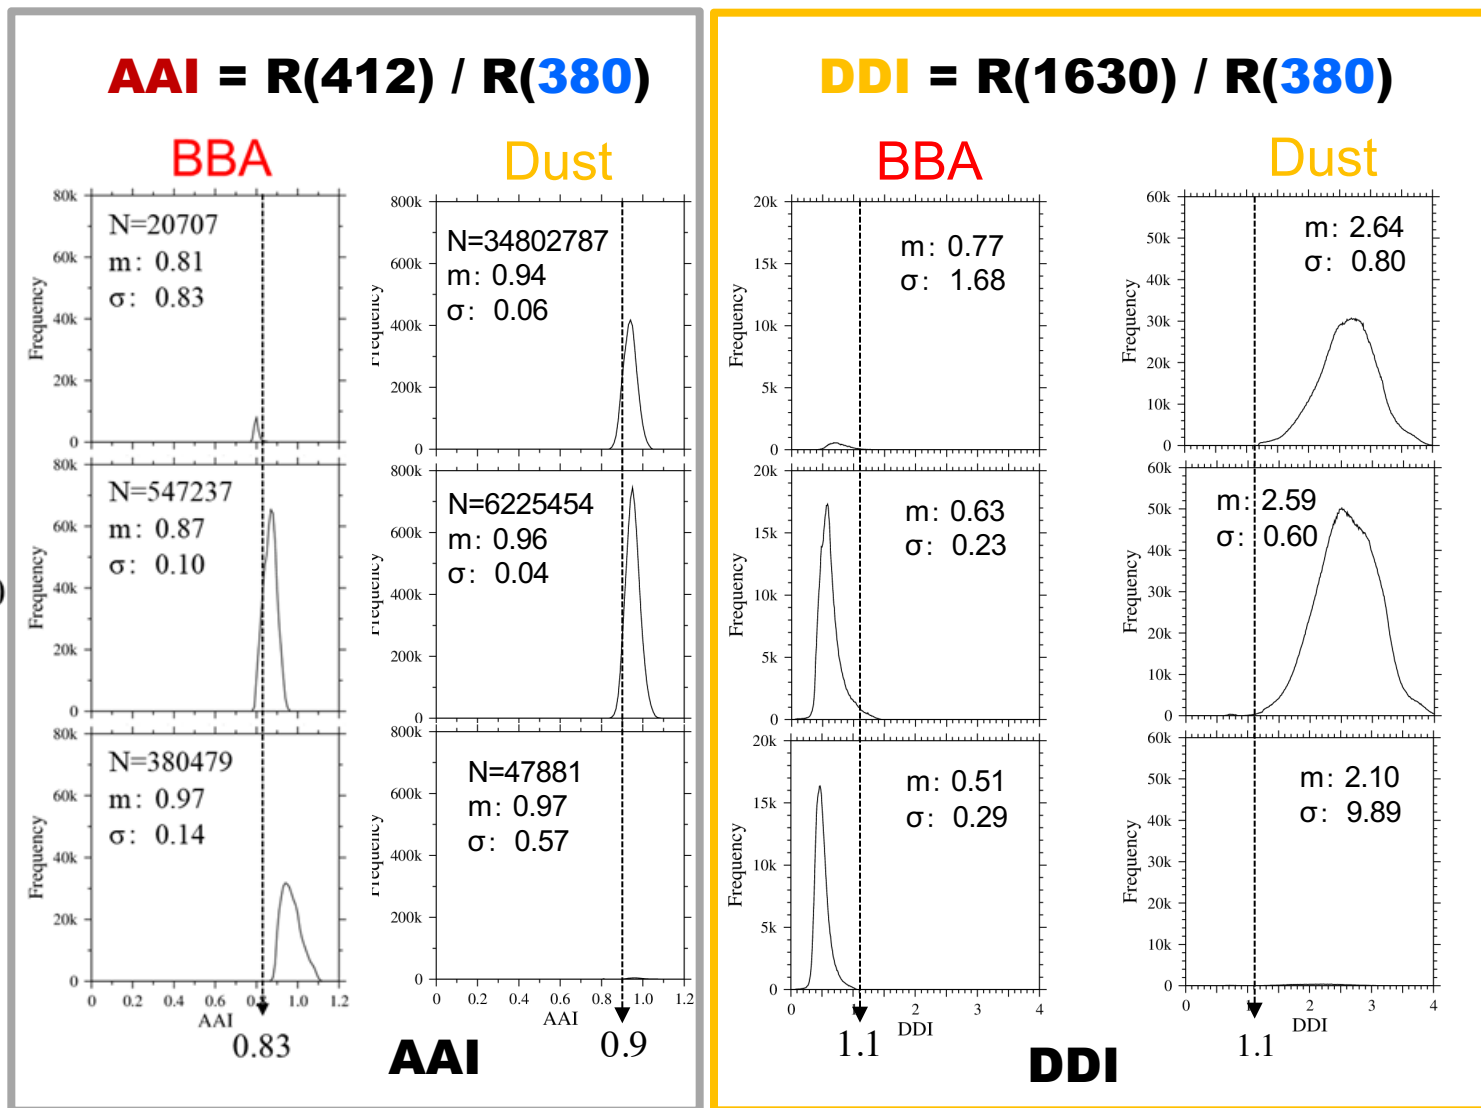 AAI = R(412) / R(380)
BBA
Dust
80k
60k
40k
20k
0
Frequency
N=20707
m: 0.81
σ: 0.83
800k
600k
400k
200k
0
Frequency
N=34802787
m: 0.94
σ: 0.06
80k
60k
40k
20k
0
Frequency
N=547237
m: 0.87
σ: 0.10
800k
600k
400k
200k
0
Frequency
N=6225454
m: 0.96
σ: 0.04
80k
60k
40k
20k
0
Frequency
N=380479
m: 0.97
σ: 0.14
0 0.2 0.4 0.6 1.0 1.2
AAI
0.83
800k
600k
400k
200k
0
Frequency
N=47881
m: 0.97
σ: 0.57
0 0.2 0.4 0.6 0.8 1.0 1.2
AAI
0.9
AAI
DDI = R(1630) / R(380)
BBA
Dust
20k
15k
10k
5k
0
Frequency
m: 0.77
σ: 1.68
60k
50k
40k
30k
20k
10k
0
Frequency
m: 2.64
σ: 0.80
20k
15k
10k
5k
0
Frequency
m: 0.63
σ: 0.23
60k
50k
40k
30k
20k
10k
0
Frequency
m: 2.59
σ: 0.60
20k
15k
10k
5k
0
Frequency
m: 0.51
σ: 0.29
0 1 2 3 4
DDI
1.1
60k
50k
40k
30k
20k
10k
0
Frequency
m: 2.10
σ: 9.89
0 1 2 3 4
DDI
1.1
DDI